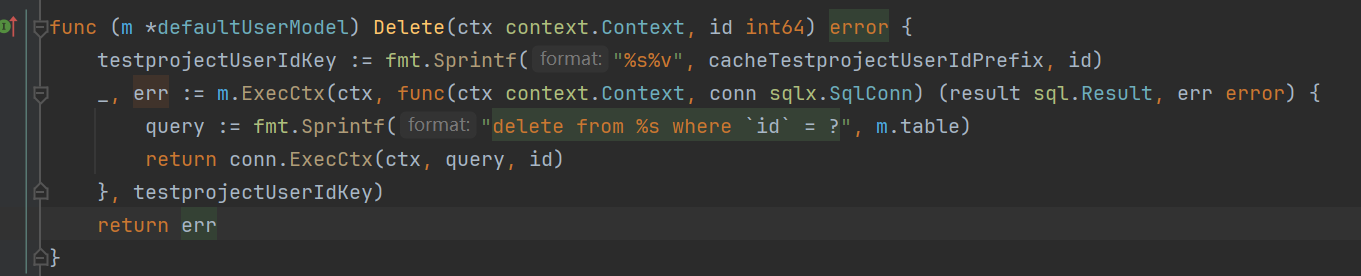 func (m *defaultUserModel) Delete(ctx context.Context, id int64) error {
testprojectUserIdKey := fmt.Sprintf( format: "%s%v", cacheTestprojectUserIdPrefix, id)
_, err := m.ExecCtx(ctx, func(ctx context.Context, conn sqlx.SqlConn) (result sql.Result, err error) {
query := fmt.Sprintf( format: "delete from %s where `id` = ?", m.table)
return conn.ExecCtx(ctx, query, id)
}, testprojectUserIdKey)
return err
}